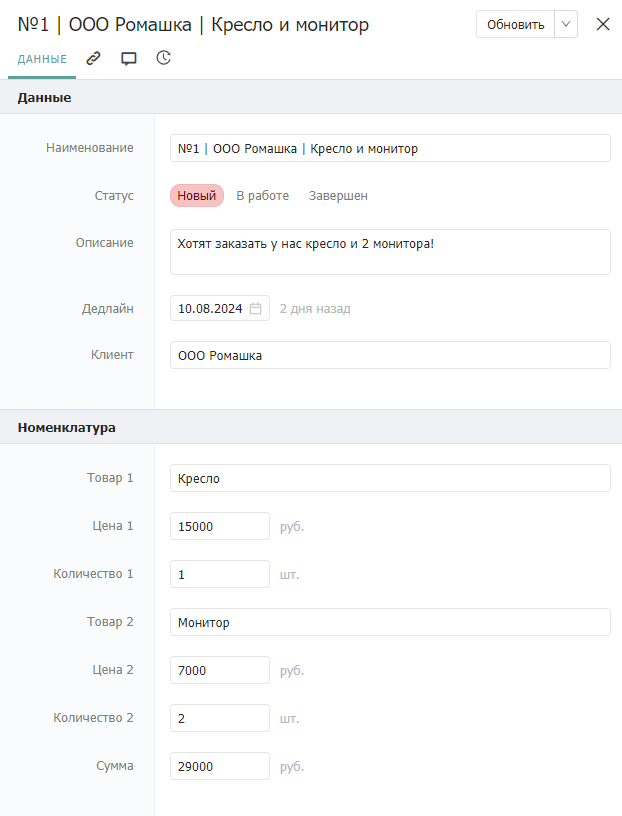 №1 | ООО Ромашка | Кресло и монитор
Обновить
ДАННЫЕ
Данные
Наименование
№1 | ООО Ромашка | Кресло и монитор
Статус
Новый В работе Завершен
Описание
Хотят заказать у нас кресло и 2 монитора!
Дедлайн
10.08.2024 2 дня назад
Клиент
ООО Ромашка
Номенклатура
Товар 1
Кресло
Цена 1
15000 руб.
Количество 1
1 шт.
Товар 2
Монитор
Цена 2
7000 руб.
Количество 2
2 шт.
Сумма
29000 руб.